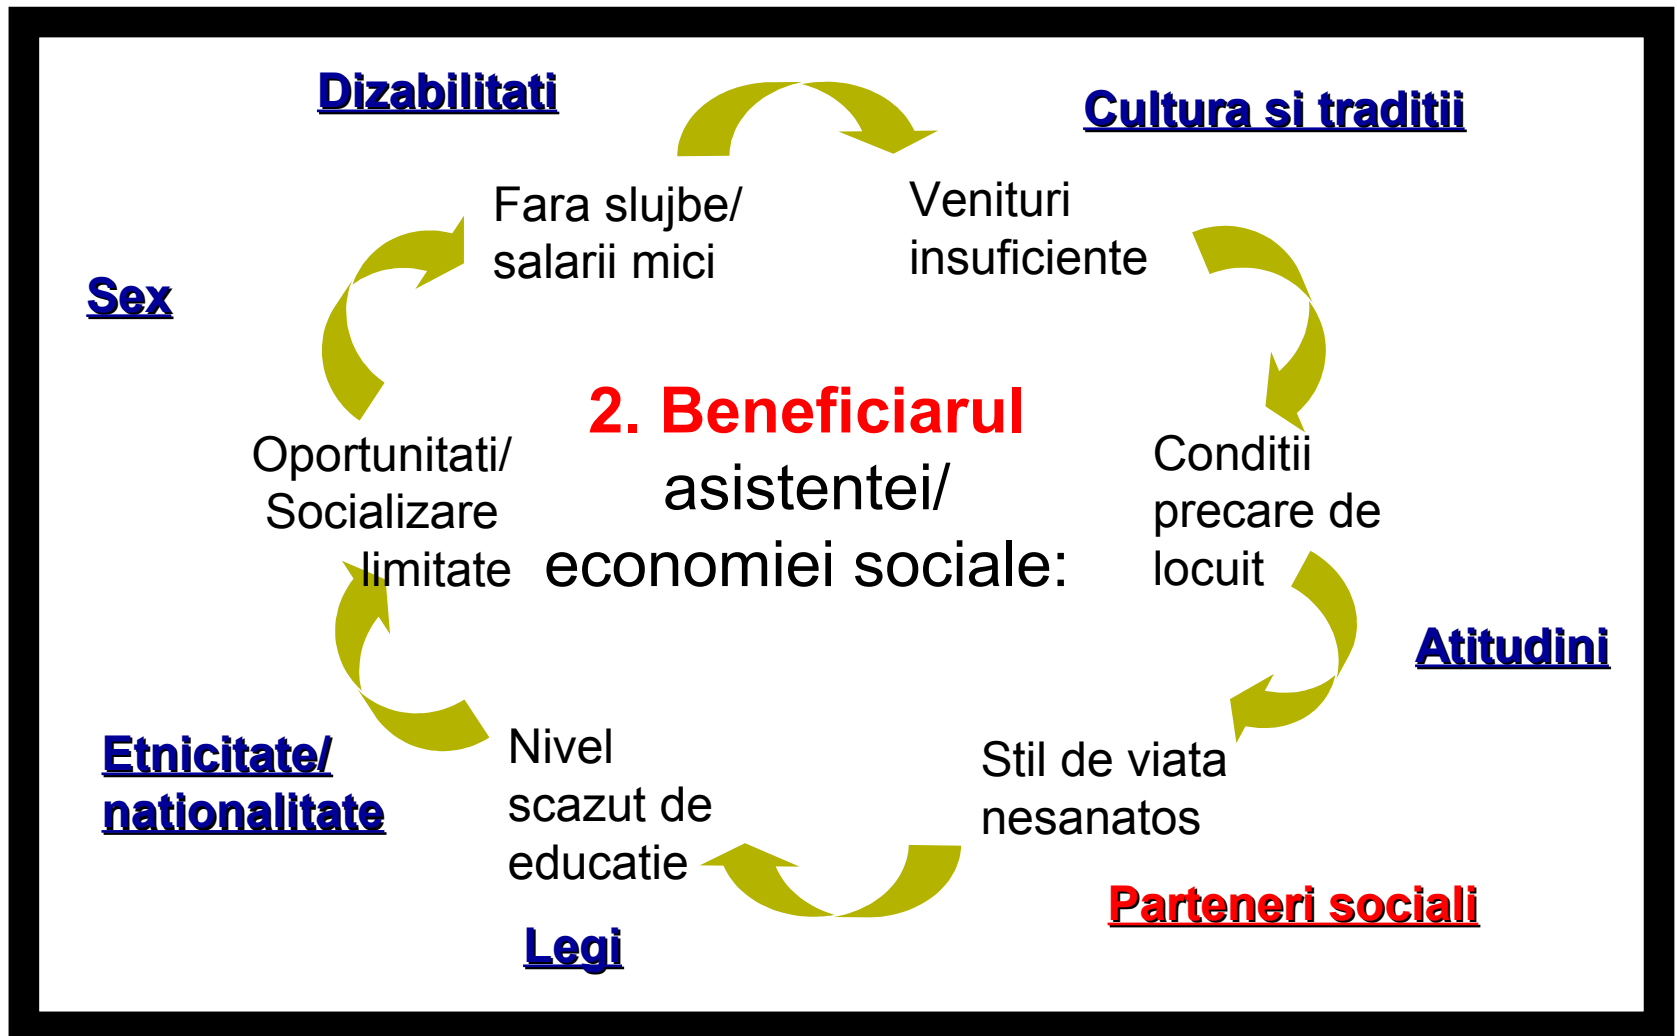 Dizabilitati
Cultura si traditii
Fara slujbe/
salarii mici
Venituri
insuficiente
Sex
2. Beneficiarul
asistentei/
economiei sociale:
Oportunitati/
Socializare
limitate
Conditii
precare de
locuit
Atitudini
Etnicitate/
nationalitate
Nivel
scazut de
educatie
Stil de viata
nesanatos
Parteneri sociali
Legi